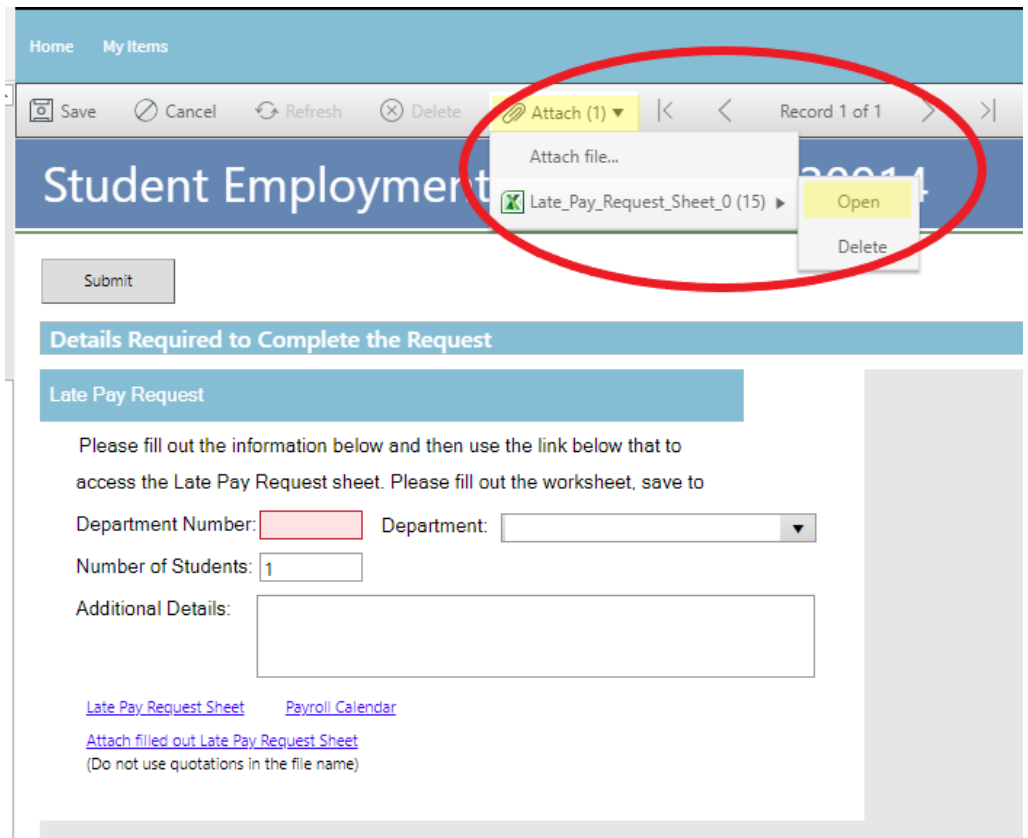 Home My Items
Save Cancel Refresh Delete Attach (1) Record 1 of 1
Attach file...
Student Employment
Late_Pay_Request_Sheet_0 (15) Open
Delete
Submit
Details Required to Complete the Request
Late Pay Request
Please fill out the information below and then use the link below that to
access the Late Pay Request sheet. Please fill out the worksheet, save to
Department Number: Department:
Number of Students: 1
Additional Details:
Late Pay Request Sheet Payroll Calendar
Attach filled out Late Pay Request Sheet
(Do not use quotations in the file name)